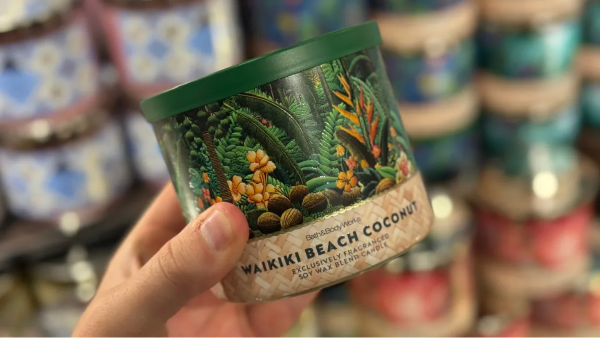 Bath&BodyWorks
WAIKIKI BEACH COCONUT
EXCLUSIVELY FRAGRANCED
SOY WAX BLEND CANDLE